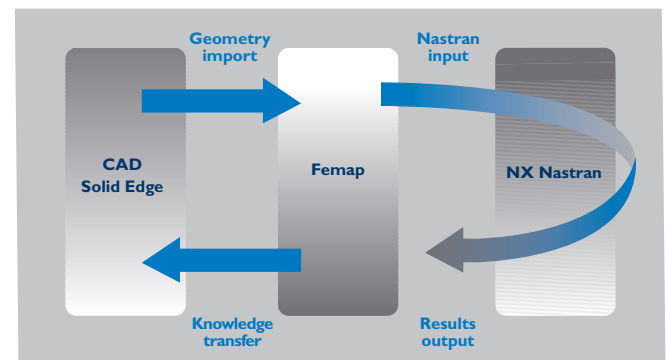 Geometry
import
Nastran
input
CAD
Solid Edge
Femap
NX Nastran
Knowledge
transfer
Results
output